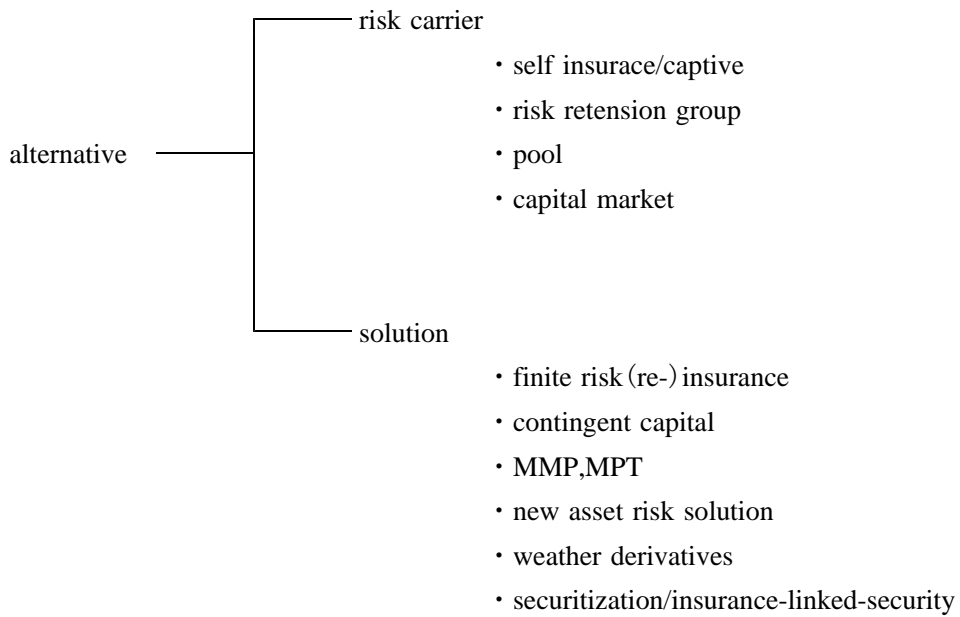 risk carrier
・self insurace/captive
・risk retension group
alternative
・pool
・capital market
solution
・finite risk（re-）insurance
・contingent capital
・MMP,MPT
・new asset risk solution
・weather derivatives
・securitization/insurance-linked-security